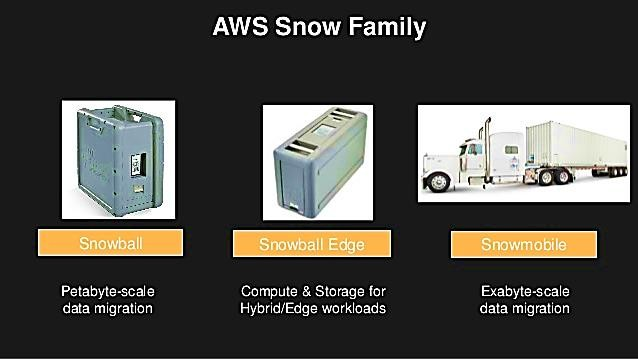 AWS Snow Family
Snowball
Snowball Edge
Snowmobile
Petabyte-scale
data migration
Compute & Storage for
Hybrid/Edge workloads
Exabyte-scale
data migration